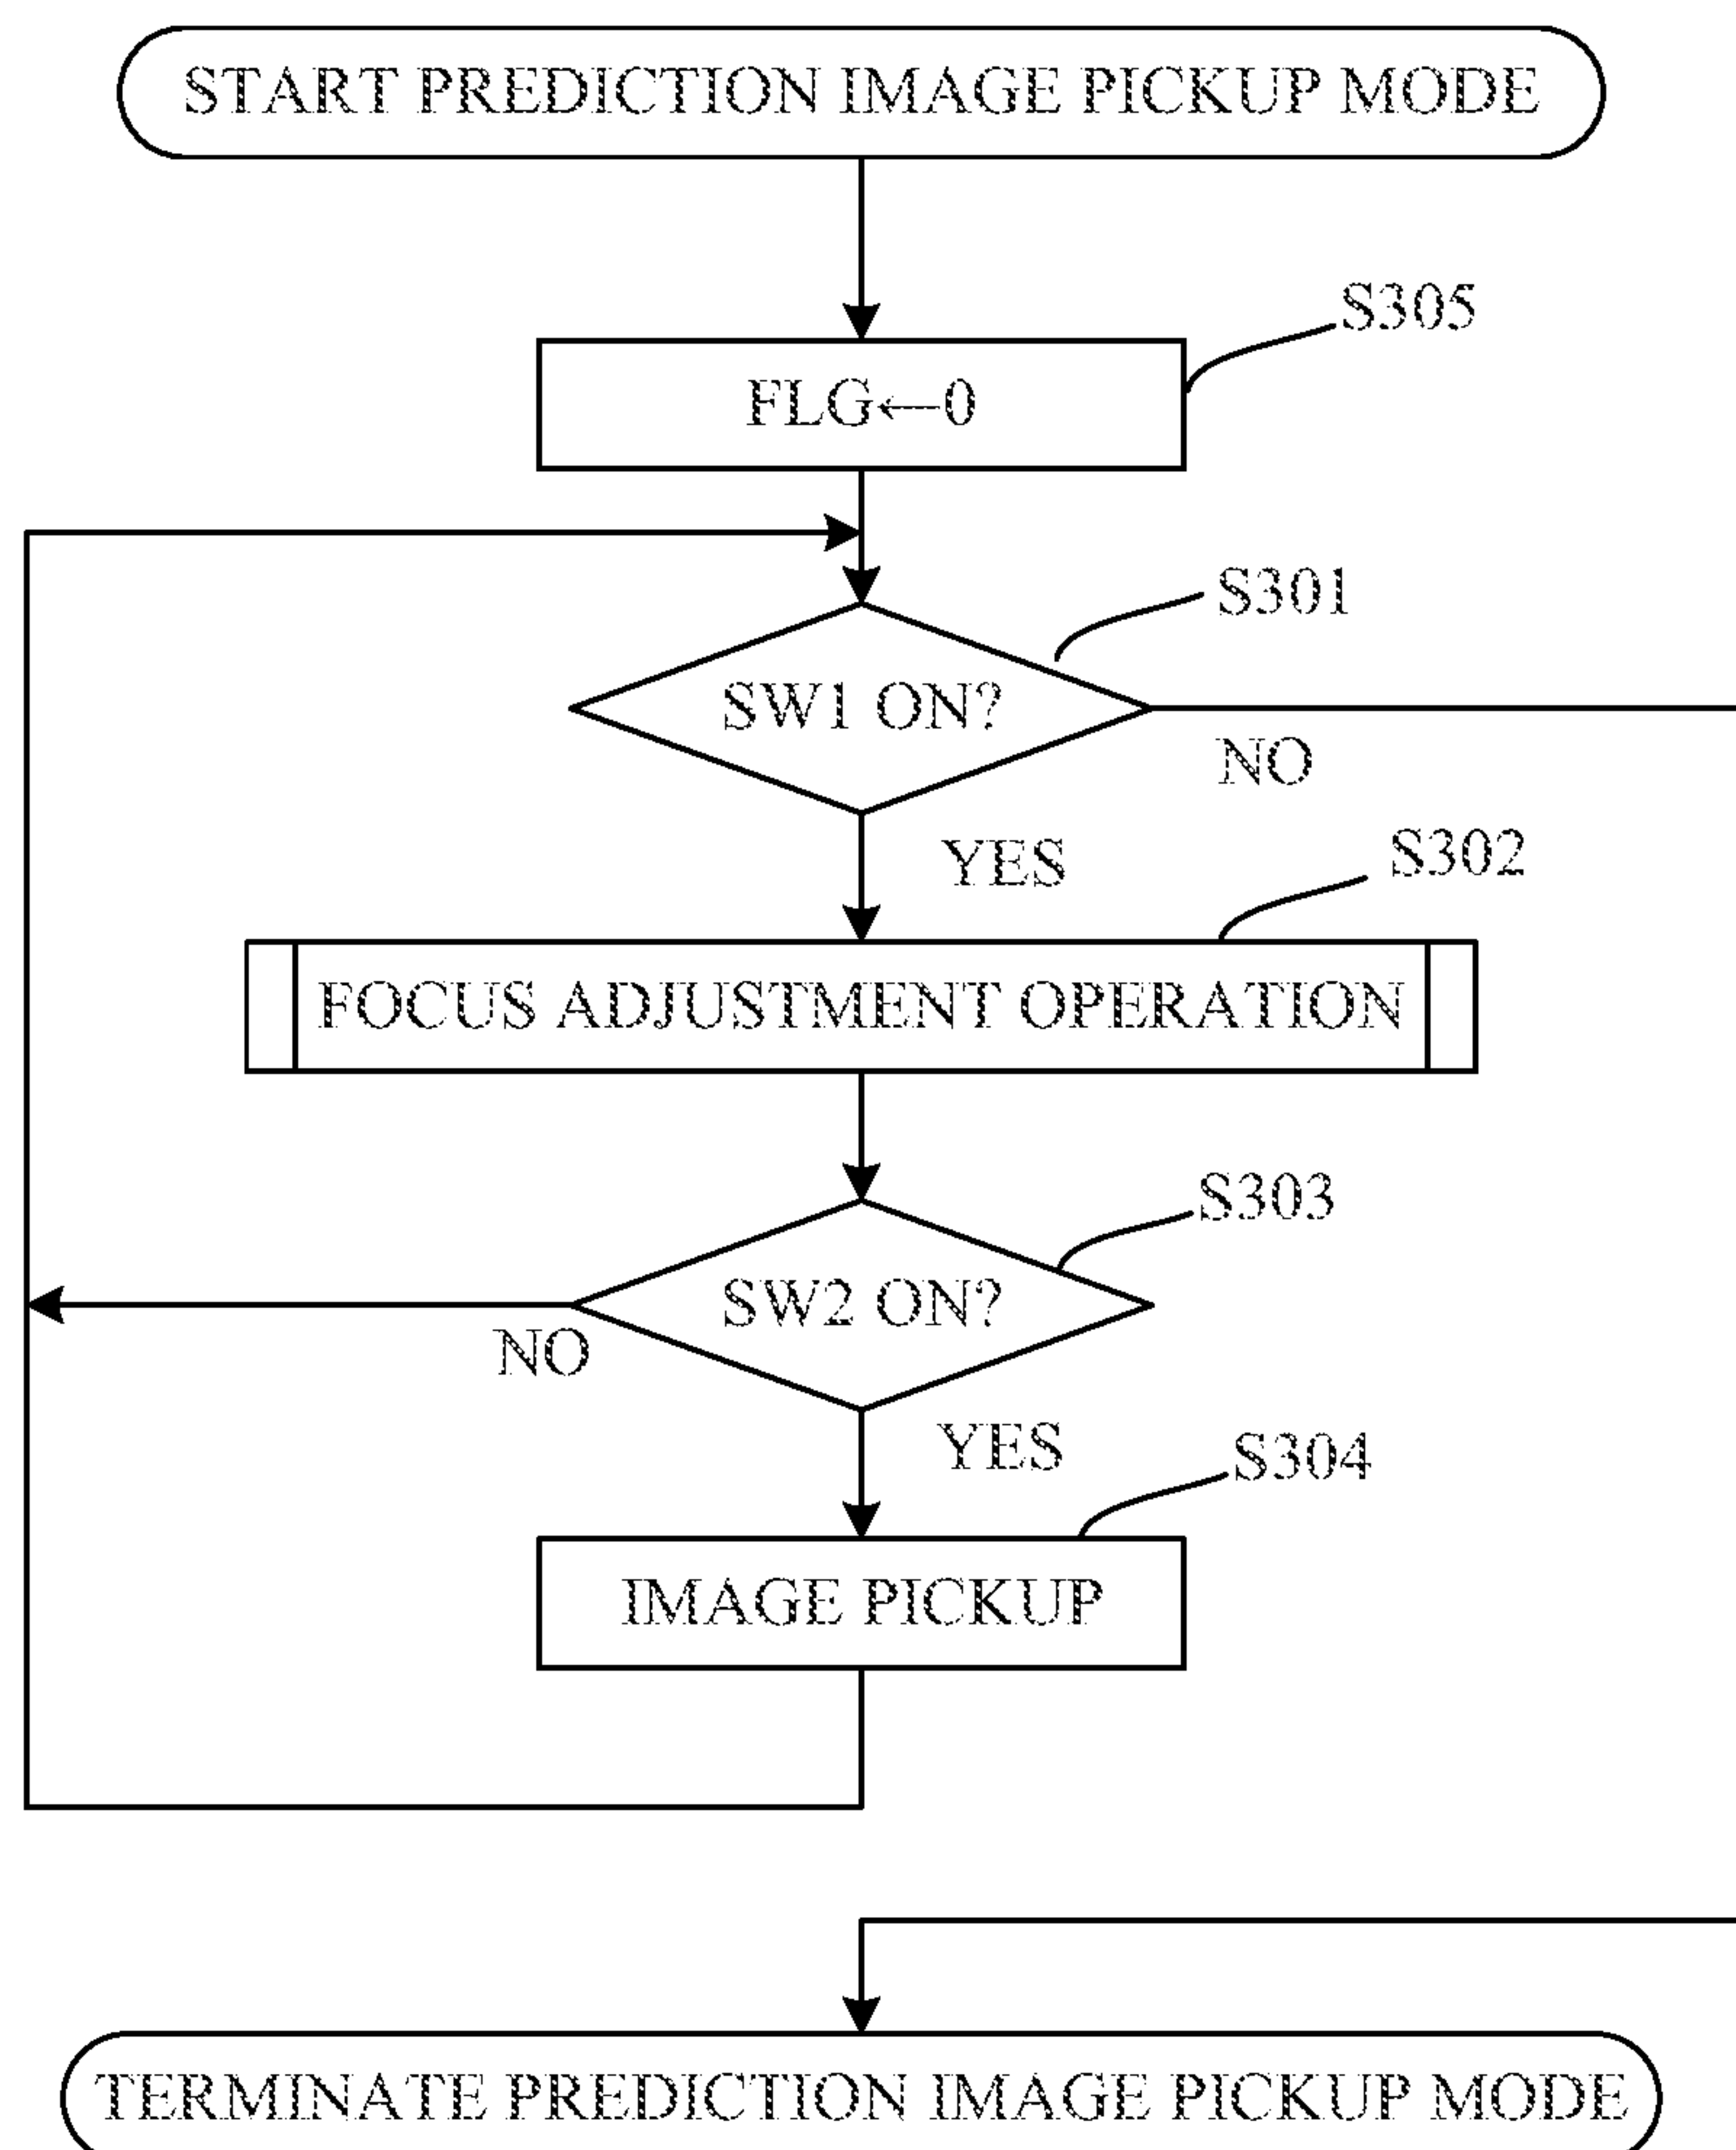 START PREDICTION IMAGE PICKUP MODE
S305
FLG←0
S301
SW1 ON?
NO
YES
S302
FOCUS ADJUSTMENT OPERATION
S303
SW2 ON?
NO
YES
S304
IMAGE PICKUP
TERMINATE PREDICTION IMAGE PICKUP MODE